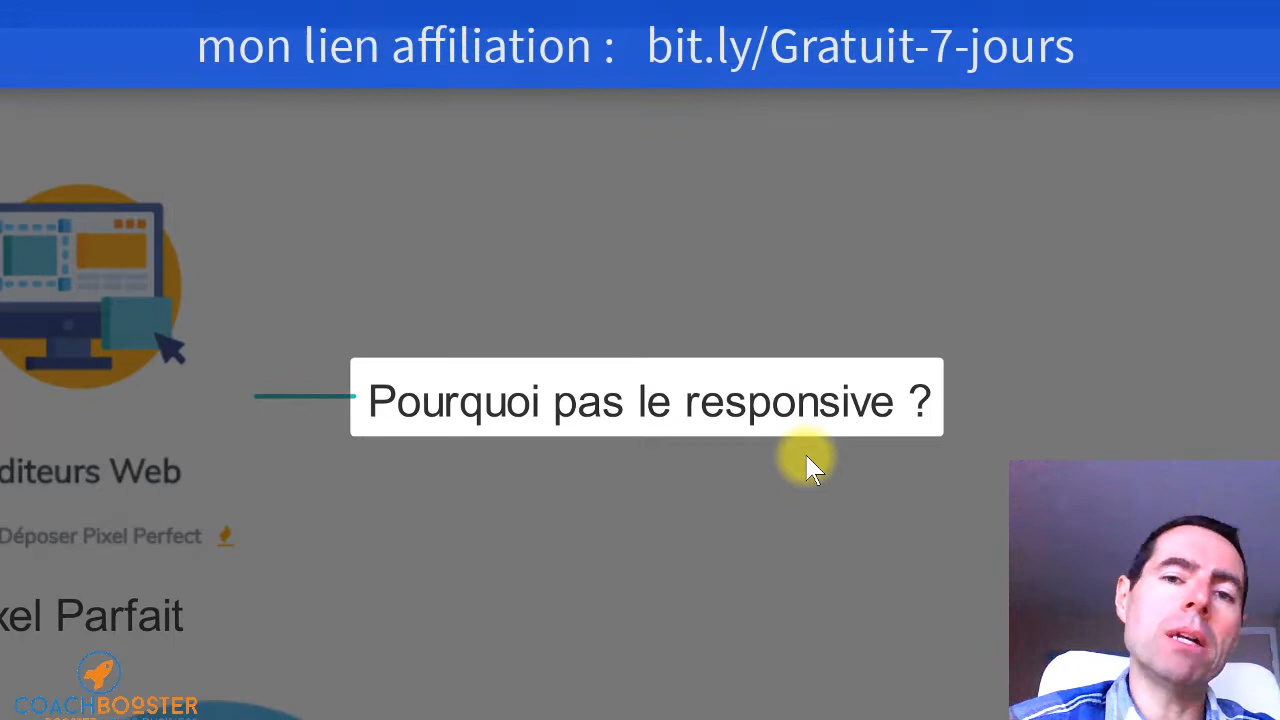 mon lien affiliation : bit.ly/Gratuit-7-jours
Pourquoi pas le responsive ?
diteurs Web
Déposer Pixel Perfect
xel Parfait
COACHBOOSTER